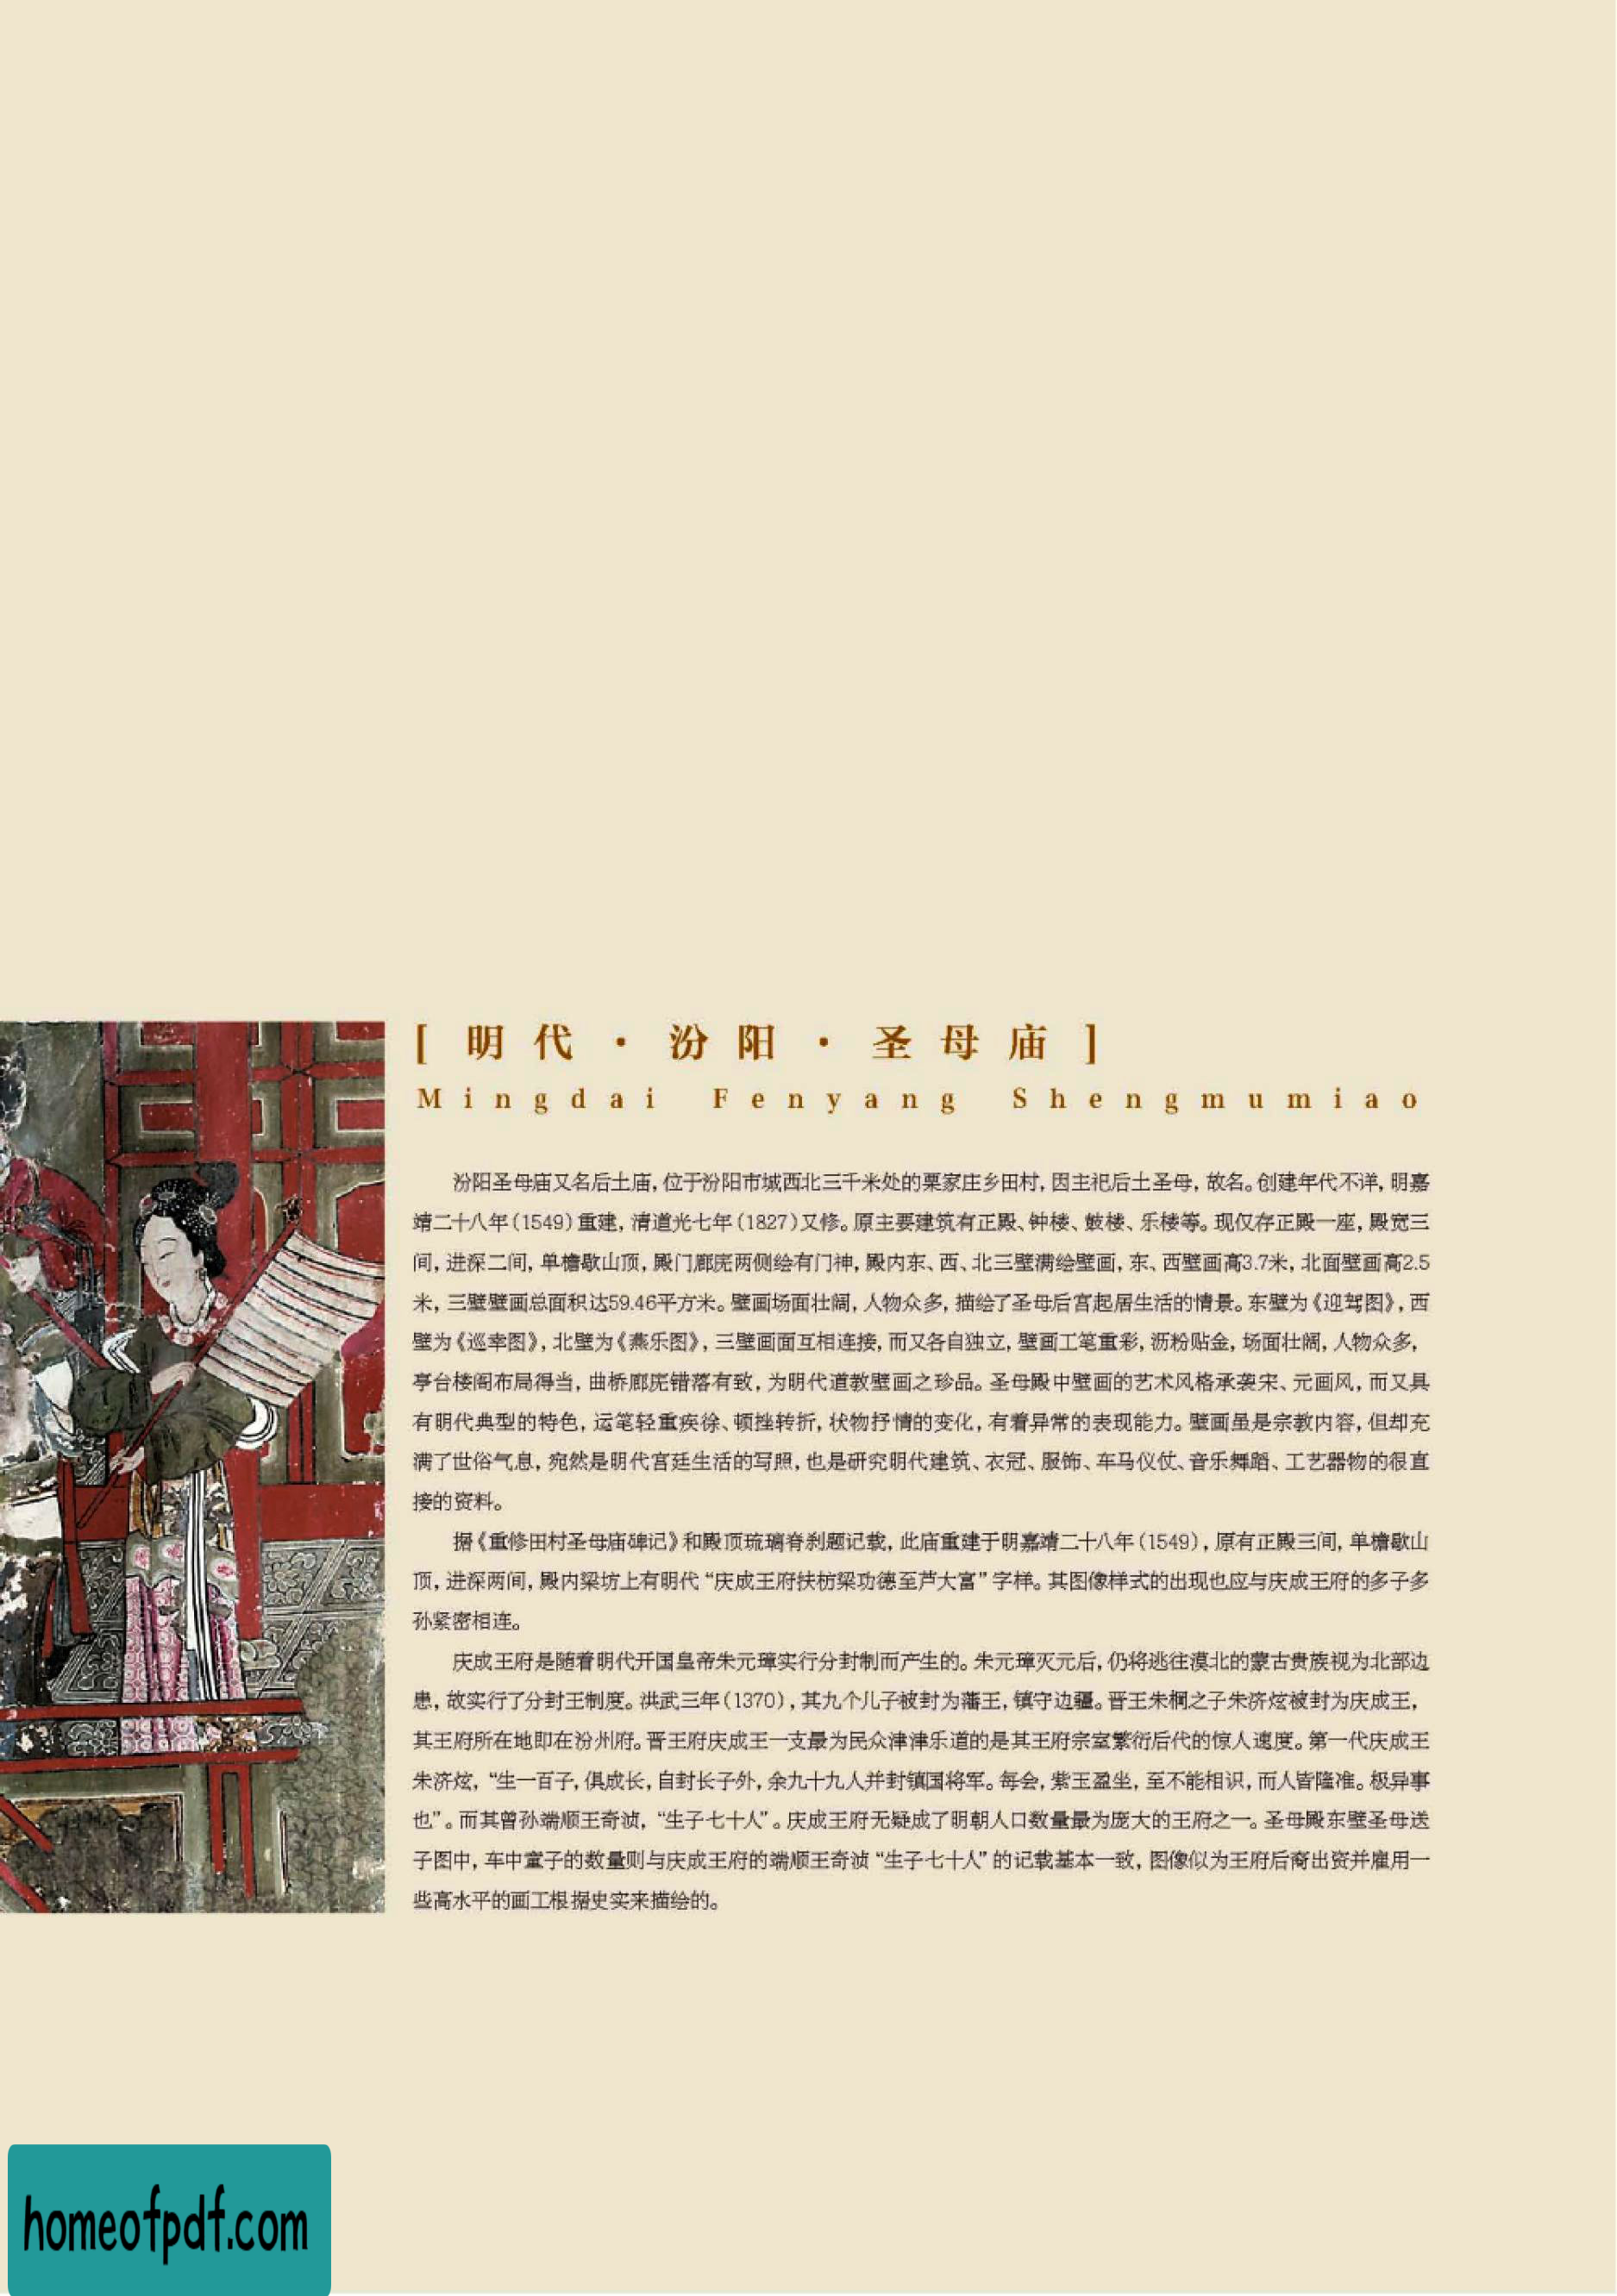 [ 明代·汾阳·圣母庙 ]
Mingdai Fenyang Shengmumiao
汾阳圣母庙又名后土庙，位于汾阳市城西北三千米处的栗家庄乡田村，因主祀后土圣母，故名。创建年代不详，明嘉
靖二十八年（1549）重建，清道光七年（1827）又修。原主要建筑有正殿、钟楼、鼓楼、乐楼等。现仅存正殿一座，殿宽三
间，进深二间，单檐歇山顶，殿门廊庑两侧绘有门神，殿内东、西、北三壁满绘壁画，东、西壁画高3.7米，北面壁画高2.5
米，三壁壁画总面积达59.46平方米。壁画场面壮阔，人物众多，描绘了圣母后宫起居生活的情景。东壁为《迎驾图》，西
壁为《巡幸图》，北壁为《燕乐图》，三壁画面互相连接，而又各自独立，壁画工笔重彩，沥粉贴金，场面壮阔，人物众多，
亭台楼阁布局得当，曲桥廊庑错落有致，为明代道教壁画之珍品。圣母殿中壁画的艺术风格承袭宋、元画风，而又具
有明代典型的特色，运笔轻重疾徐、顿挫转折，状物抒情的变化，有着异常的表现能力。壁画虽是宗教内容，但却充
满了世俗气息，宛然是明代宫廷生活的写照，也是研究明代建筑、衣冠、服饰、车马仪仗、音乐舞蹈、工艺器物的很直
接的资料。
据《重修田村圣母庙碑记》和殿顶琉璃脊刹题记载，此庙重建于明嘉靖二十八年（1549），原有正殿三间，单檐歇山
顶，进深两间，殿内梁坊上有明代“庆成王府扶枋梁功德至芦大富”字样。其图像样式的出现也应与庆成王府的多子多
孙紧密相连。
庆成王府是随着明代开国皇帝朱元璋实行分封制而产生的。朱元璋灭元后，仍将逃往漠北的蒙古贵族视为北部边
患，故实行了分封王制度。洪武三年（1370），其九个儿子被封为藩王，镇守边疆。晋王朱棡之子朱济炫被封为庆成王，
其王府所在地即在汾州府。晋王府庆成王一支最为民众津津乐道的是其王府宗室繁衍后代的惊人速度。第一代庆成王
朱济炫，“生一百子，俱成长，自封长子外，余九十九人并封镇国将军。每会，紫玉盈坐，至不能相识，而人皆隆准。极异事
也”。而其曾孙端顺王奇浈，“生子七十人”。庆成王府无疑成了明朝人口数量最为庞大的王府之一。圣母殿东壁圣母送
子图中，车中童子的数量则与庆成王府的端顺王奇浈“生子七十人”的记载基本一致，图像似为王府后裔出资并雇用一
些高水平的画工根据史实来描绘的。
homeofpdf.com